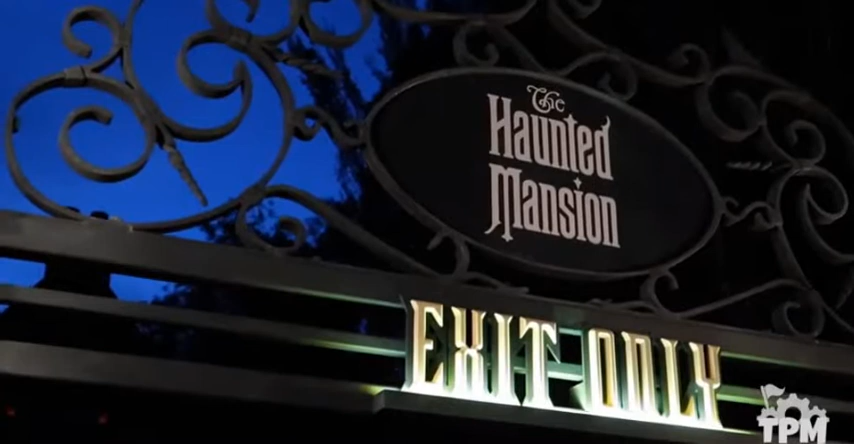 The
Haunted
Mansion
EXIT ONLY
TPM